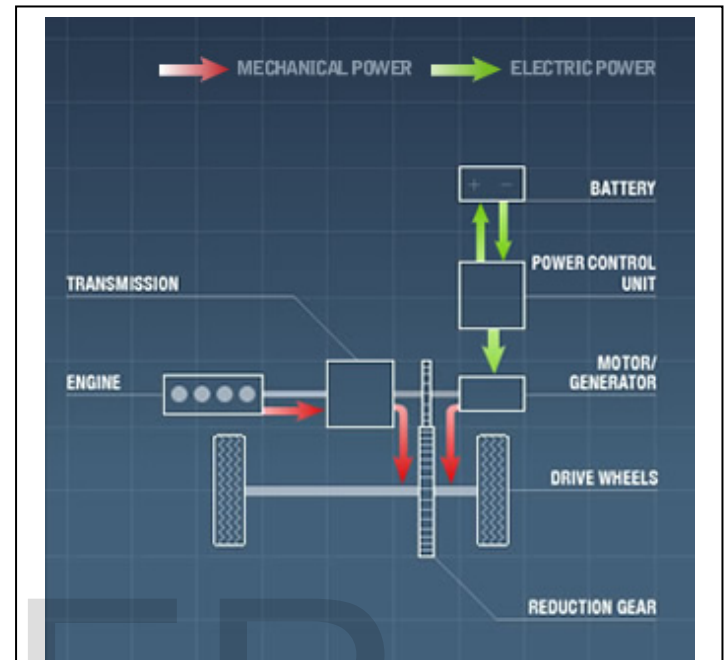 MECHANICAL POWER
ELECTRIC POWER
+ −
BATTERY
POWER CONTROL
UNIT
TRANSMISSION
MOTOR/
GENERATOR
ENGINE
DRIVE WHEELS
REDUCTION GEAR